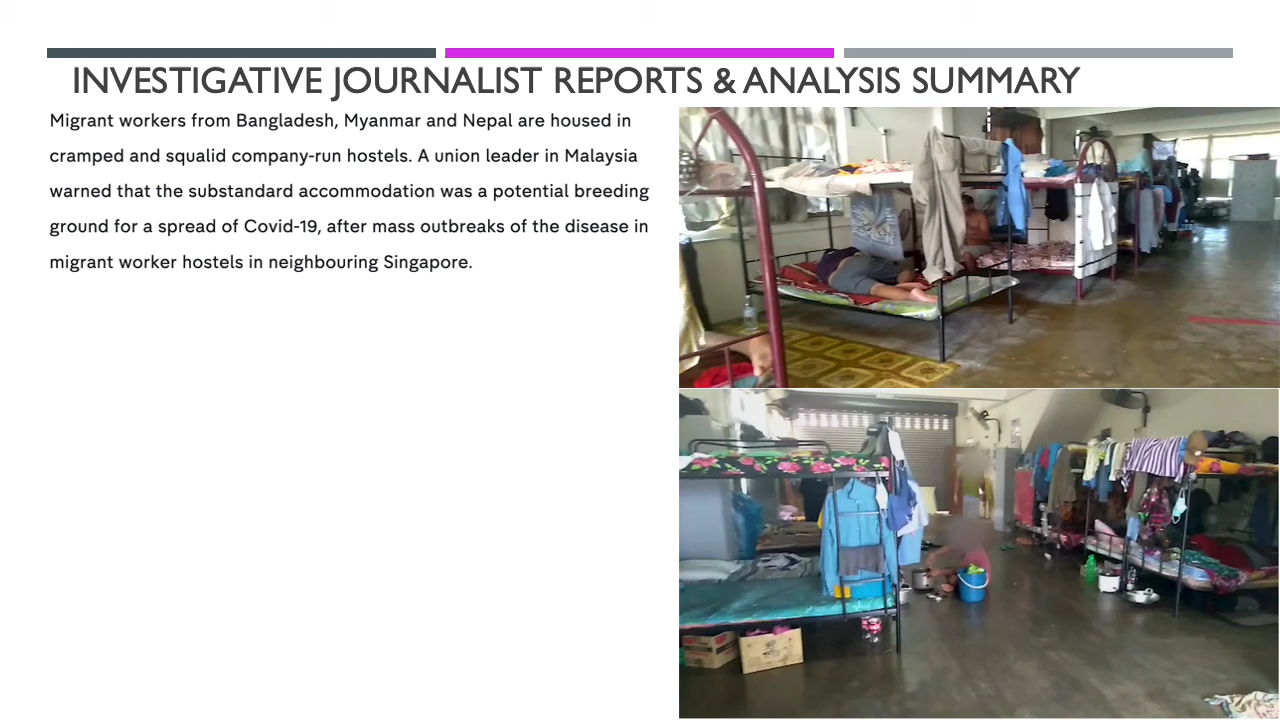 INVESTIGATIVE JOURNALIST REPORTS & ANALYSIS SUMMARY
Migrant workers from Bangladesh, Myanmar and Nepal are housed in
cramped and squalid company-run hostels. A union leader in Malaysia
warned that the substandard accommodation was a potential breeding
ground for a spread of Covid-19, after mass outbreaks of the disease in
migrant worker hostels in neighbouring Singapore.